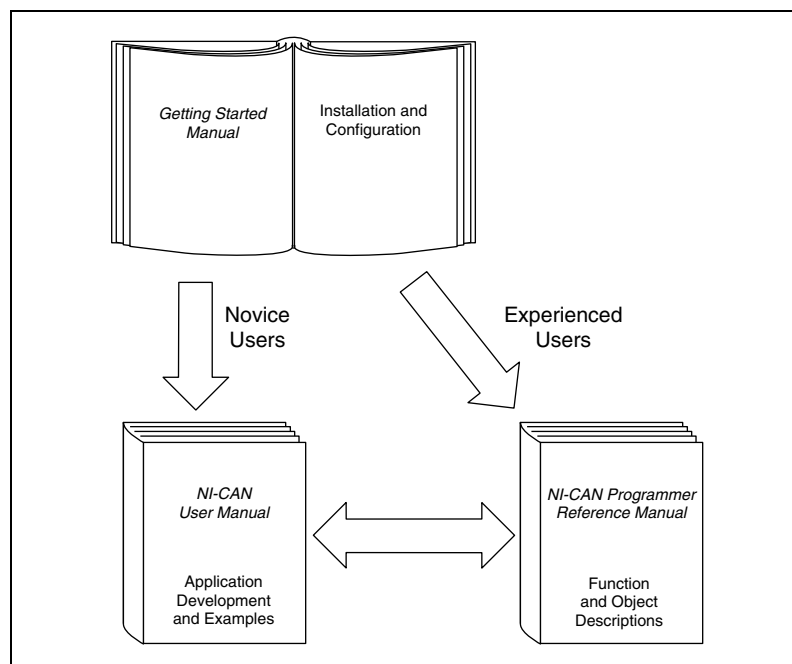 Getting Started
Manual
Installation and
Configuration
Novice
Users
Experienced
Users
NI-CAN
User Manual
Application
Development
and Examples
NI-CAN Programmer
Reference Manual
Function
and Object
Descriptions